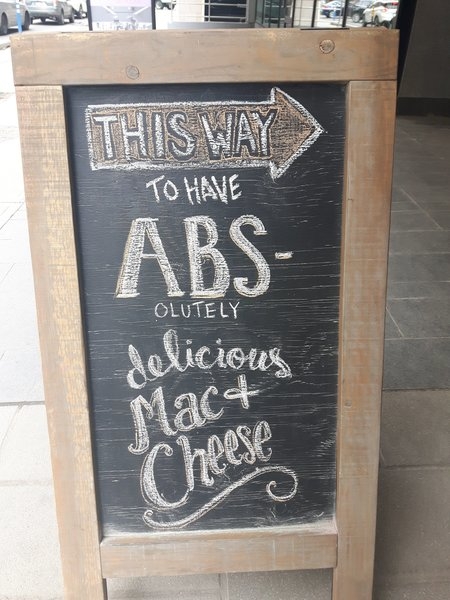 THIS WAY
TO HAVE
ABS-
OLUTELY
delicious
Mac +
Cheese